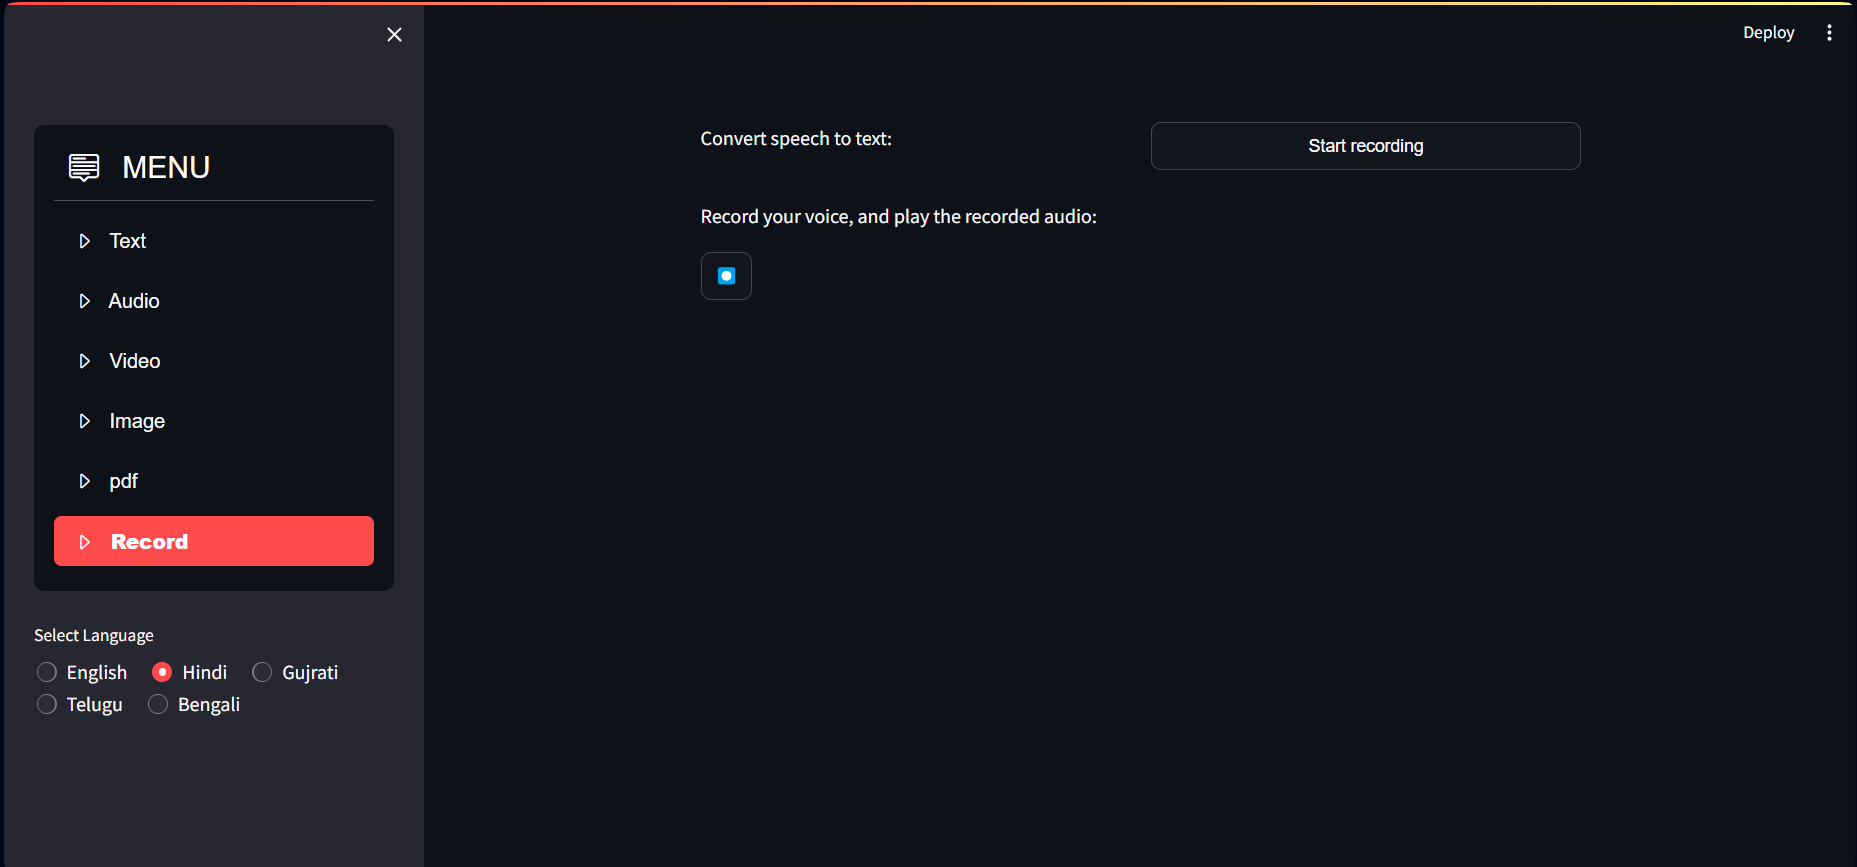 Deploy
MENU
Text
Audio
Video
Image
pdf
Record
Select Language
English Hindi Gujrati
Telugu Bengali
Convert speech to text:
Start recording
Record your voice, and play the recorded audio: